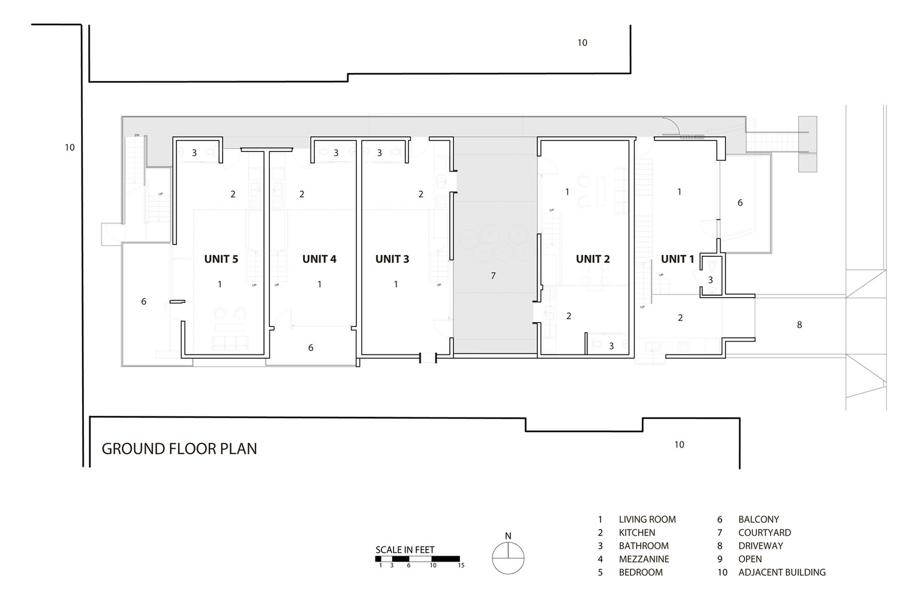 10
10
3
3
3
2
2
2
1
1
6
UNIT 5
UNIT 4
UNIT 3
UNIT 2
UNIT 1
7
3
1
1
1
6
2
2
8
6
3
10
GROUND FLOOR PLAN
N
SCALE IN FEET
1 3 6 10 15
1 LIVING ROOM
2 KITCHEN
3 BATHROOM
4 MEZZANINE
5 BEDROOM
6 BALCONY
7 COURTYARD
8 DRIVEWAY
9 OPEN
10 ADJACENT BUILDING